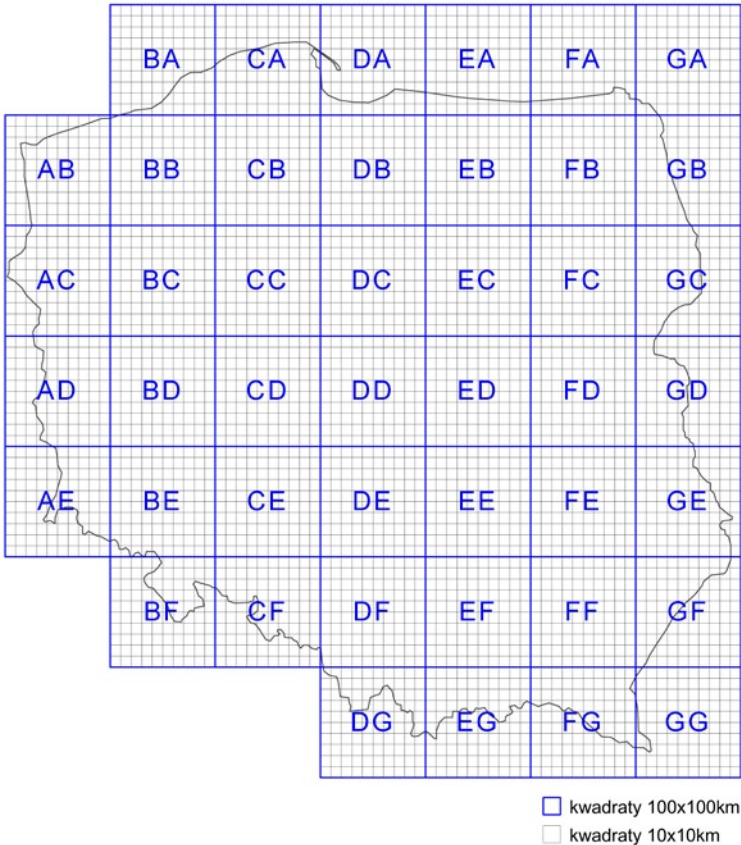 BA CA DA EA FA GA
AB BB CB DB EB FB GB
AC BC CC DC EC FC GC
AD BD CD DD ED FD GD
AE BE CE DE EE FE GE
BF CF DF EF FF GF
DG EG FG GG
kwadraty 100x100km
kwadraty 10x10km